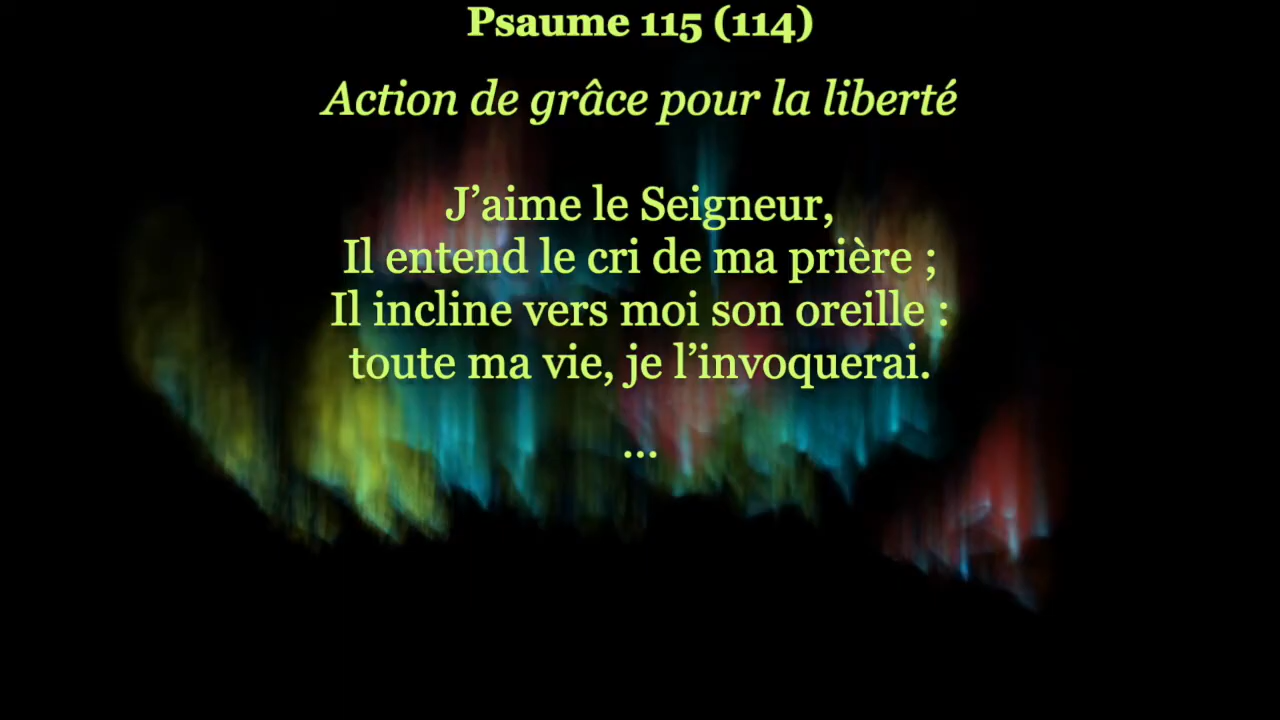 Psaume 115 (114)
Action de grâce pour la liberté
J’aime le Seigneur,
Il entend le cri de ma prière ;
Il incline vers moi son oreille :
toute ma vie, je l’invoquerai.
...